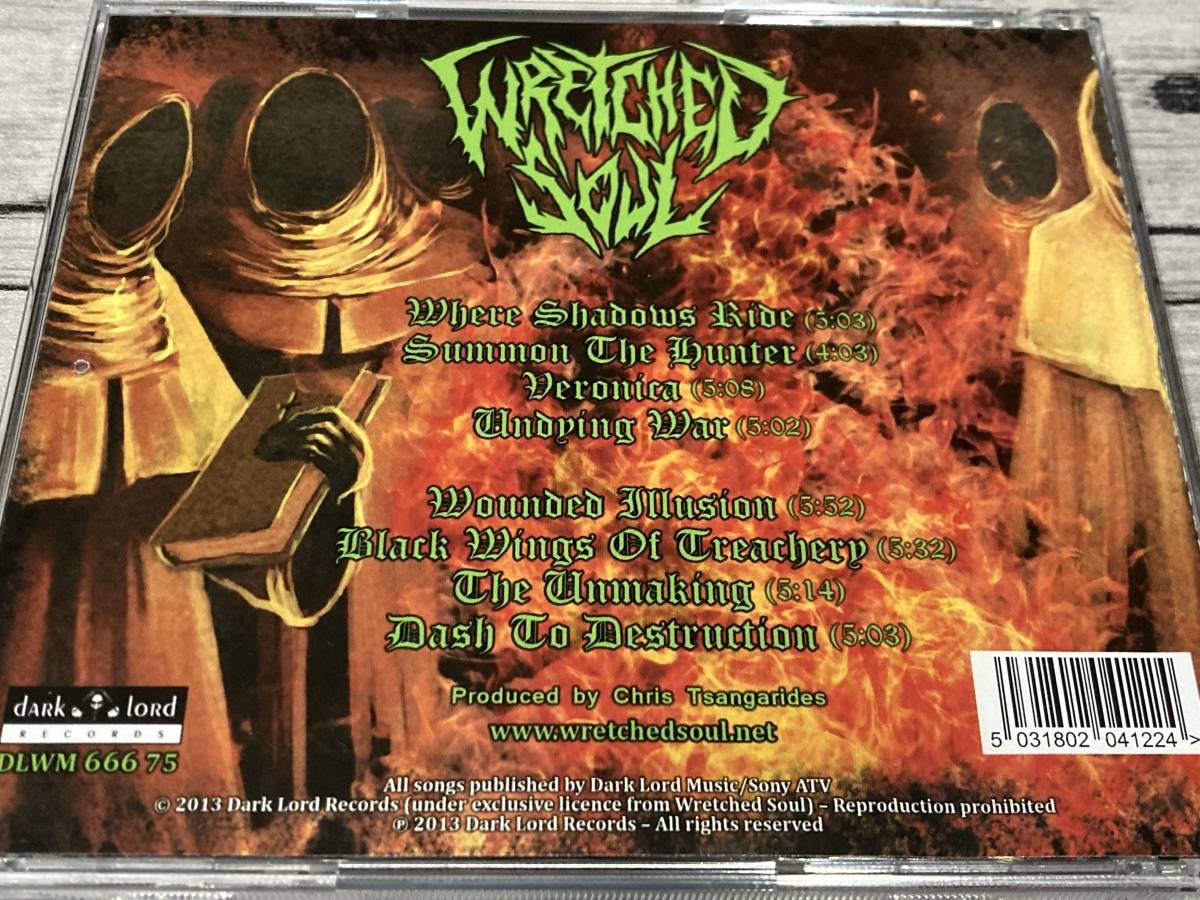 WRETCHED
SOUL
Where Shadows Ride (5:03)
Summon The Hunter (4:03)
Veronica (5:08)
Undying War (5:02)
Wounded Illusion (5:52)
Black Wings Of Treachery (5:32)
The Unmaking (5:14)
Dash To Destruction (5:03)
Produced by Chris Tsangarides
www.wretchedsoul.net
dark lord
RECORDS
DLWM 666 75
5 031802 041224 >
All songs published by Dark Lord Music/Sony ATV
© 2013 Dark Lord Records (under exclusive licence from Wretched Soul) – Reproduction prohibited
℗ 2013 Dark Lord Records – All rights reserved